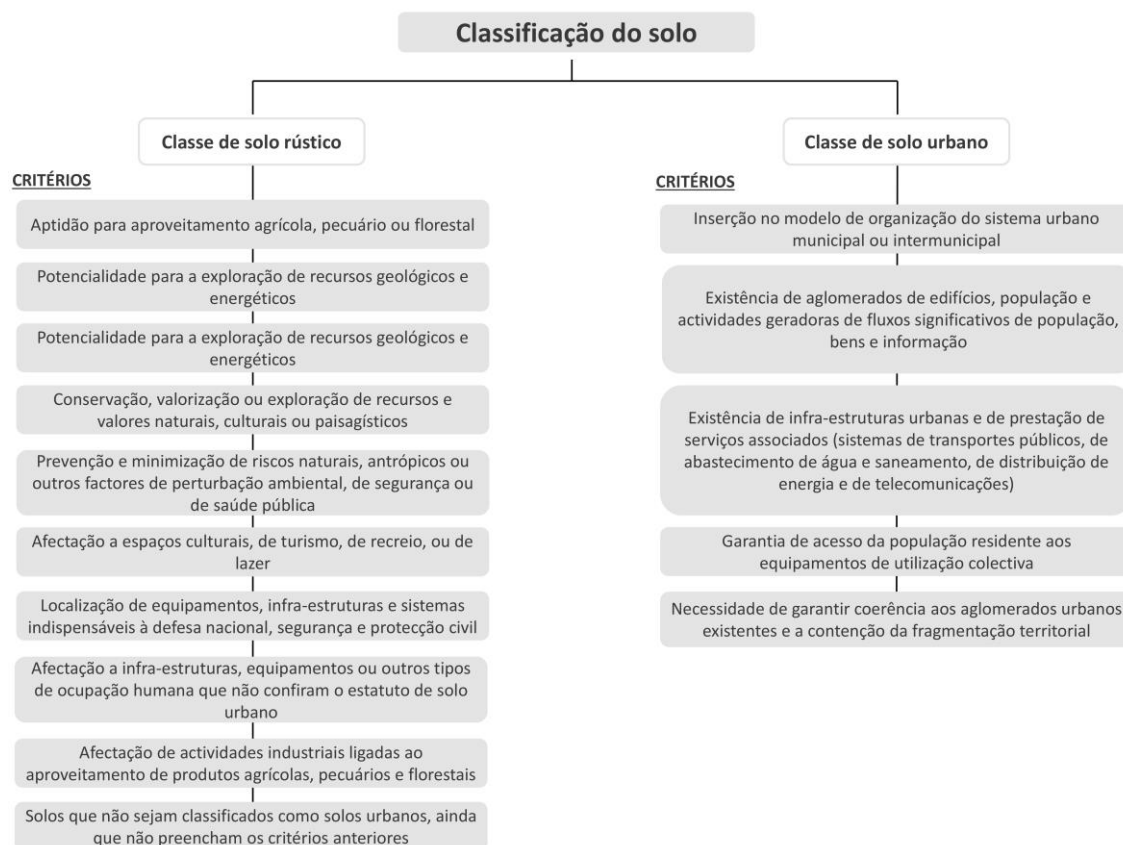 Classificação do solo
Classe de solo rústico
CRITÉRIOS
Aptidão para aproveitamento agrícola, pecuário ou florestal
Potencialidade para a exploração de recursos geológicos e
energéticos
Potencialidade para a exploração de recursos geológicos e
energéticos
Conservação, valorização ou exploração de recursos e
valores naturais, culturais ou paisagísticos
Prevenção e minimização de riscos naturais, antrópicos ou
outros factores de perturbação ambiental, de segurança ou
de saúde pública
Afectação a espaços culturais, de turismo, de recreio, ou de
lazer
Localização de equipamentos, infra-estruturas e sistemas
indispensáveis à defesa nacional, segurança e protecção civil
Afectação a infra-estruturas, equipamentos ou outros tipos
de ocupação humana que não confiram o estatuto de solo
urbano
Afectação de actividades industriais ligadas ao
aproveitamento de produtos agrícolas, pecuários e florestais
Solos que não sejam classificados como solos urbanos, ainda
que não preencham os critérios anteriores
Classe de solo urbano
CRITÉRIOS
Inserção no modelo de organização do sistema urbano
municipal ou intermunicipal
Existência de aglomerados de edifícios, população e
actividades geradoras de fluxos significativos de população,
bens e informação
Existência de infra-estruturas urbanas e de prestação de
serviços associados (sistemas de transportes públicos, de
abastecimento de água e saneamento, de distribuição de
energia e de telecomunicações)
Garantia de acesso da população residente aos
equipamentos de utilização colectiva
Necessidade de garantir coerência aos aglomerados urbanos
existentes e a contenção da fragmentação territorial